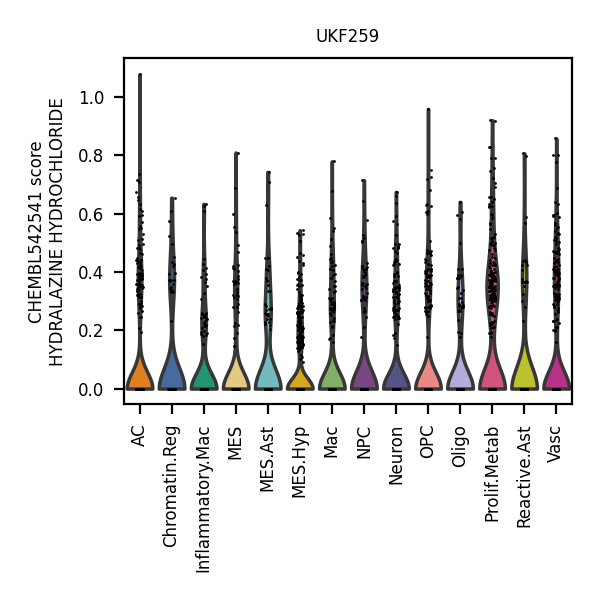 UKF259
CHEMBL542541 score
HYDRALAZINE HYDROCHLORIDE
1.0
0.8
0.6
0.4
0.2
0.0
AC
Chromatin.Reg
Inflammatory.Mac
MES
MES.Ast
MES.Hyp
Mac
NPC
Neuron
OPC
Oligo
Prolif.Metab
Reactive.Ast
Vasc